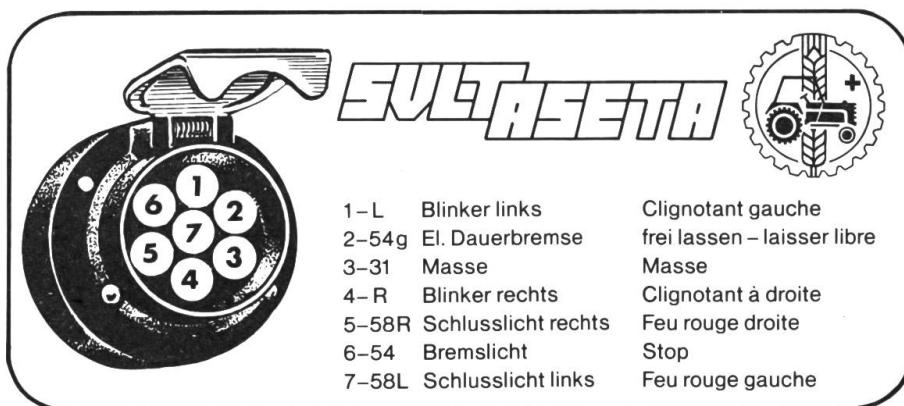 SVLT ASETA
1
6 2
7
5 3
4
1–L Blinker links Clignotant gauche
2–54g El. Dauerbremse frei lassen – laisser libre
3–31 Masse Masse
4–R Blinker rechts Clignotant à droite
5–58R Schlusslicht rechts Feu rouge droite
6–54 Bremslicht Stop
7–58L Schlusslicht links Feu rouge gauche